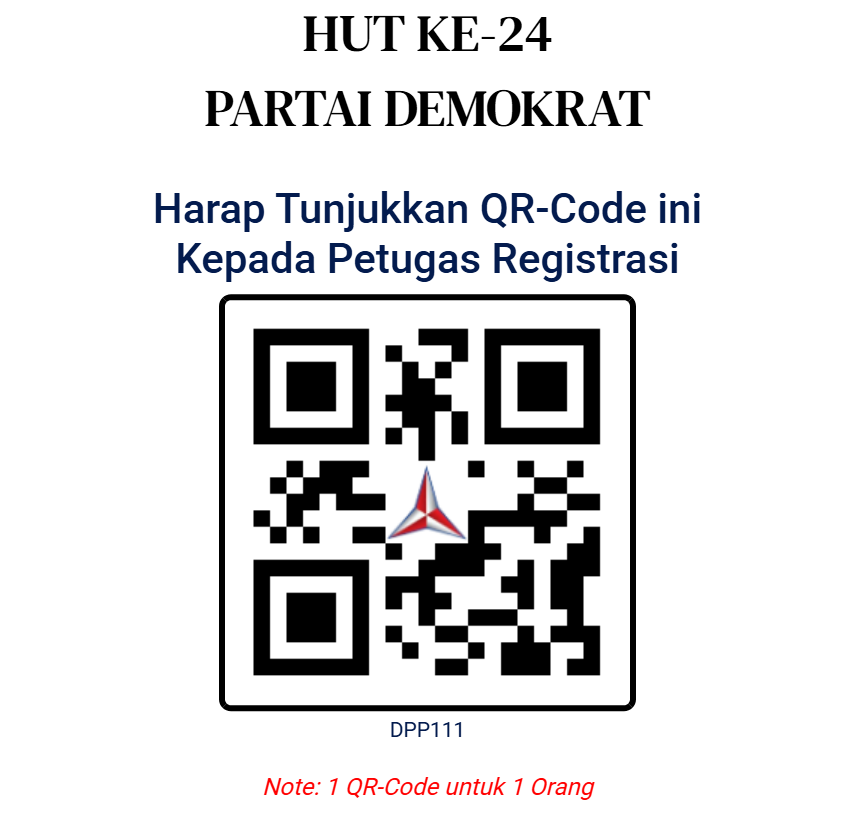 HUT KE-24
PARTAI DEMOKRAT
Harap Tunjukkan QR-Code ini
Kepada Petugas Registrasi
DPP111
Note: 1 QR-Code untuk 1 Orang